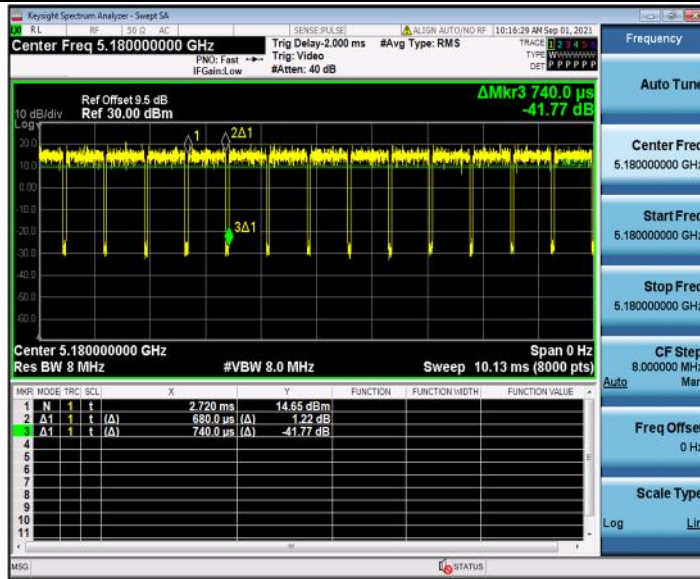 Keysight Spectrum Analyzer - Swept SA
RL RF 50 Ω AC SENSE:PULSE ALIGN AUTO/NO RF 10:16:29 AM Sep 01, 2021
Center Freq 5.180000000 GHz
PNO: Fast
IFGain:Low
Trig Delay-2.000 ms
Trig: Video
#Atten: 40 dB
#Avg Type: RMS
TRACE 1 2 3 4 5 6
TYPE W
DET P P P P P P
Frequency
Auto Tune
ΔMkr3 740.0 µs
-41.77 dB
Ref Offset 9.5 dB
10 dB/div Ref 30.00 dBm
Log
1
2Δ1
3Δ1
20.0
10.0
0.00
-10.0
-20.0
-30.0
-40.0
-50.0
-60.0
Center Freq
5.180000000 GHz
Start Freq
5.180000000 GHz
Stop Freq
5.180000000 GHz
CF Step
8.000000 MHz
Auto Man
Freq Offset
0 Hz
Scale Type
Log Lin
Center 5.180000000 GHz Span 0 Hz
Res BW 8 MHz #VBW 8.0 MHz Sweep 10.13 ms (8000 pts)
MKR MODE TRC SCL X Y FUNCTION FUNCTION WIDTH FUNCTION VALUE
1 N 1 t 2.720 ms 14.65 dBm
2 Δ1 1 t (Δ) 680.0 µs (Δ) 1.22 dB
3 Δ1 1 t (Δ) 740.0 µs (Δ) -41.77 dB
4
5
6
7
8
9
10
11
MSG STATUS